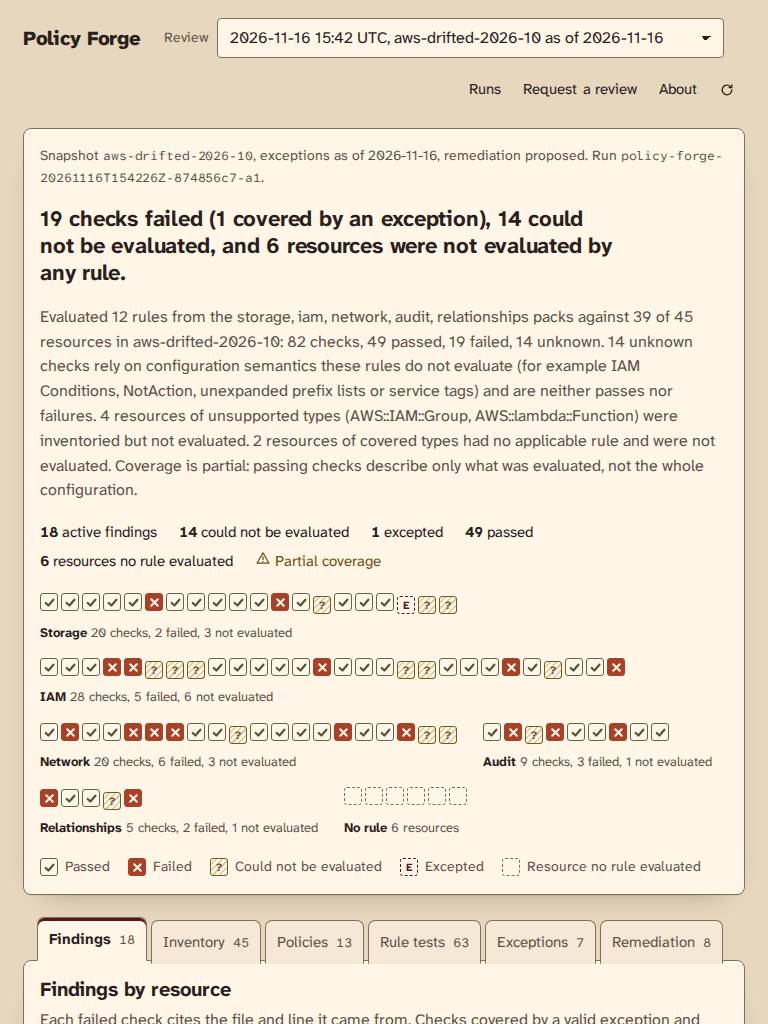 Policy Forge
Review
2026-11-16 15:42 UTC, aws-drifted-2026-10 as of 2026-11-16
Runs
Request a review
About
Snapshot aws-drifted-2026-10, exceptions as of 2026-11-16, remediation proposed. Run policy-forge-
20261116T154226Z-874856c7-a1.
19 checks failed (1 covered by an exception), 14 could
not be evaluated, and 6 resources were not evaluated by
any rule.
Evaluated 12 rules from the storage, iam, network, audit, relationships packs against 39 of 45
resources in aws-drifted-2026-10: 82 checks, 49 passed, 19 failed, 14 unknown. 14 unknown
checks rely on configuration semantics these rules do not evaluate (for example IAM
Conditions, NotAction, unexpanded prefix lists or service tags) and are neither passes nor
failures. 4 resources of unsupported types (AWS::IAM::Group, AWS::Lambda::Function) were
inventoried but not evaluated. 2 resources of covered types had no applicable rule and were not
evaluated. Coverage is partial: passing checks describe only what was evaluated, not the whole
configuration.
18 active findings 14 could not be evaluated 1 excepted 49 passed
6 resources no rule evaluated Partial coverage
? E ? ?
Storage 20 checks, 2 failed, 3 not evaluated
? ? ? ? ? ?
IAM 28 checks, 5 failed, 6 not evaluated
? ? ?
Network 20 checks, 6 failed, 3 not evaluated
?
Audit 9 checks, 3 failed, 1 not evaluated
?
Relationships 5 checks, 2 failed, 1 not evaluated
No rule 6 resources
Passed Failed ? Could not be evaluated E Excepted Resource no rule evaluated
Findings 18
Inventory 45
Policies 13
Rule tests 63
Exceptions 7
Remediation 8
Findings by resource
Each failed check cites the file and line it came from. Checks covered by a valid exception and